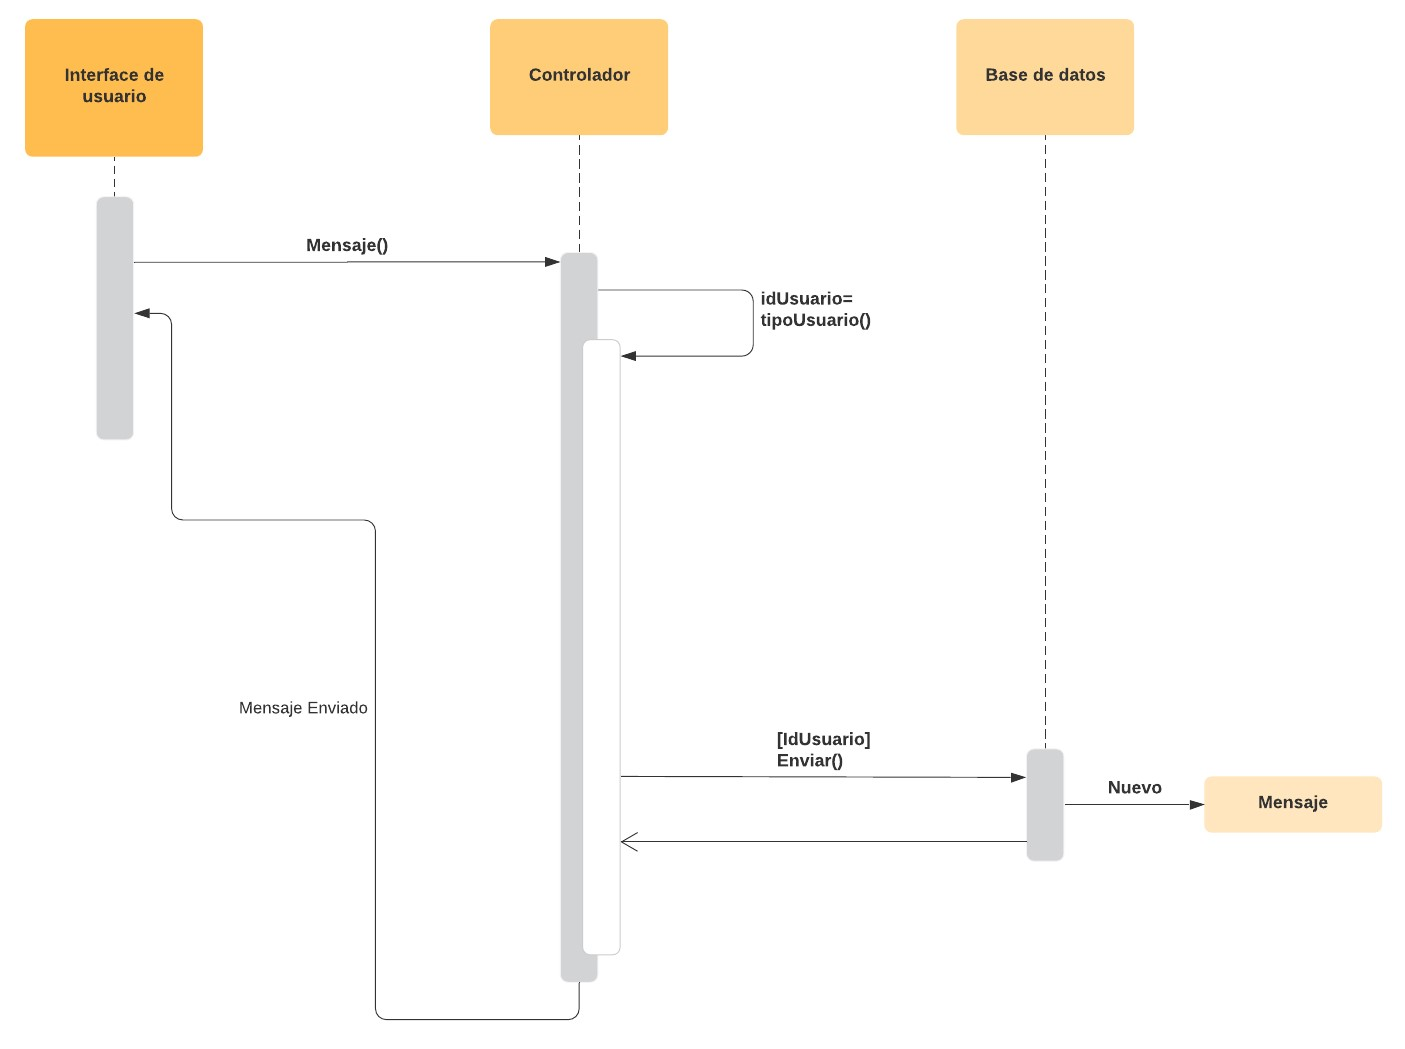 Interface de
usuario
Controlador
Base de datos
Mensaje()
idUsuario=
tipoUsuario()
Mensaje Enviado
[IdUsuario]
Enviar()
Nuevo
Mensaje